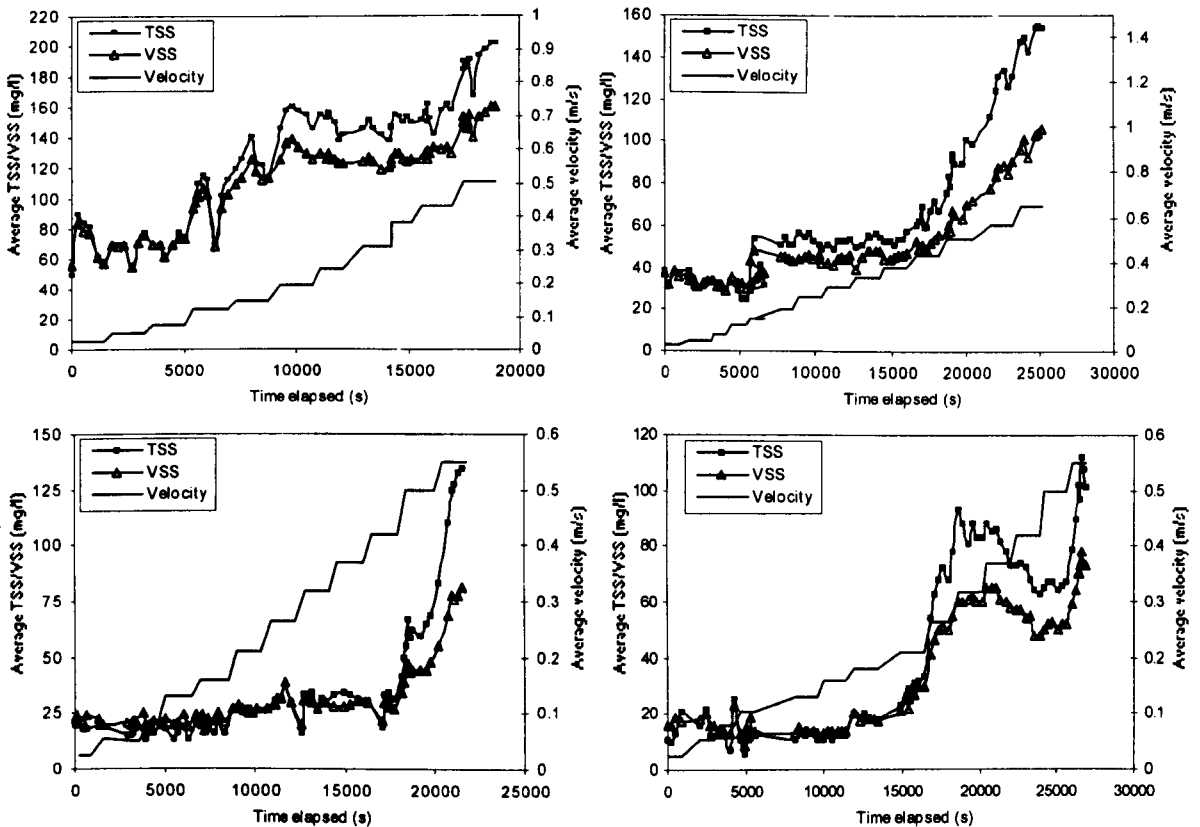 TSS
VSS
Velocity
Average TSS/VSS (mg/l)
220
200
180
160
140
120
100
80
60
40
20
0
1
0.9
0.8
0.7
0.6
0.5
0.4
0.3
0.2
0.1
0
Average velocity (m/s)
0 5000 10000 15000 20000
Time elapsed (s)
TSS
VSS
Velocity
Average TSS/VSS (mg/l)
160
140
120
100
80
60
40
20
0
1.4
1.2
1
0.8
0.6
0.4
0.2
0
Average velocity (m/s)
0 5000 10000 15000 20000 25000 30000
Time elapsed (s)
TSS
VSS
Velocity
Average TSS/VSS (mg/l)
150
125
100
75
50
25
0
0.6
0.5
0.4
0.3
0.2
0.1
0
Average velocity (m/s)
0 5000 10000 15000 20000 25000
Time elapsed (s)
TSS
VSS
Velocity
Average TSS/VSS (mg/l)
120
100
80
60
40
20
0
0.6
0.5
0.4
0.3
0.2
0.1
0
Average velocity (m/s)
0 5000 10000 15000 20000 25000 30000
Time elapsed (s)